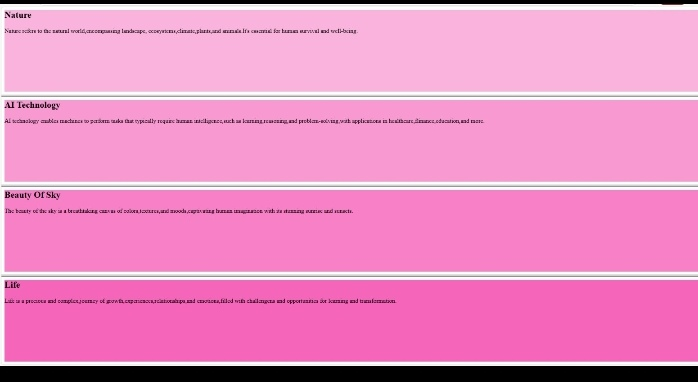 Nature
Nature refers to the natural world,encompassing landscape, ecosystems,climate,plants,and animals.It's essential for human survival and well-being.
AI Technology
AI technology enables machines to perform tasks that typically require human intelligence,such as learning,reasoning,and problem-solving,with applications in healthcare,finance,education,and more.
Beauty Of Sky
The beauty of the sky is a breathtaking canvas of colors,textures,and moods,captivating human imagination with its stunning sunrise and sunsets.
Life
Life is a precious and complex,journey of growth,experiences,relationships,and emotions,filled with challenges and opportunities for learning and transformation.